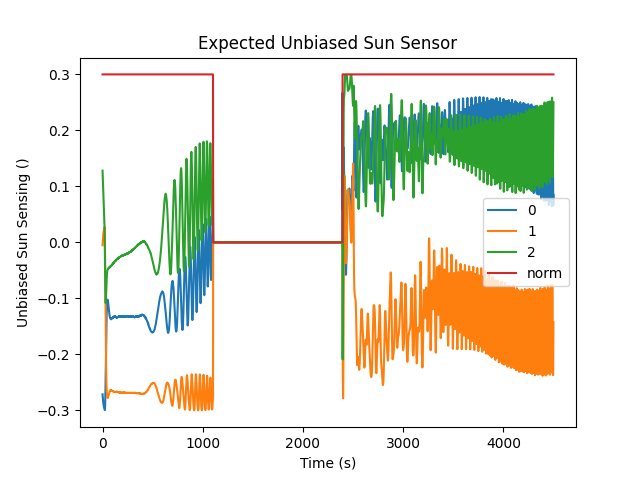 Expected Unbiased Sun Sensor
Unbiased Sun Sensing ()
0.3
0.2
0.1
0.0
−0.1
−0.2
−0.3
0
1
2
norm
0 1000 2000 3000 4000
Time (s)